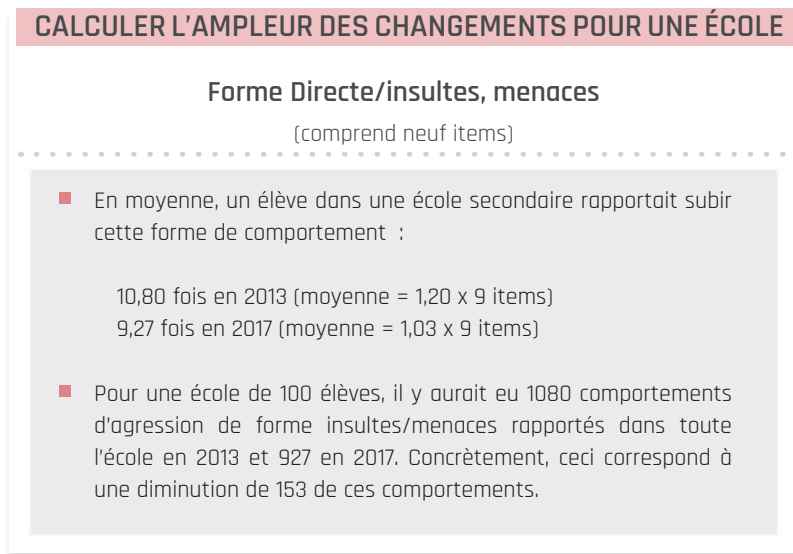 CALCULER L'AMPLEUR DES CHANGEMENTS POUR UNE ÉCOLE
Forme Directe/insultes, menaces
(comprend neuf items)
En moyenne, un élève dans une école secondaire rapportait subir
cette forme de comportement :
10,80 fois en 2013 (moyenne = 1,20 x 9 items)
9,27 fois en 2017 (moyenne = 1,03 x 9 items)
Pour une école de 100 élèves, il y aurait eu 1080 comportements
d'agression de forme insultes/menaces rapportés dans toute
l'école en 2013 et 927 en 2017. Concrètement, ceci correspond à
une diminution de 153 de ces comportements.